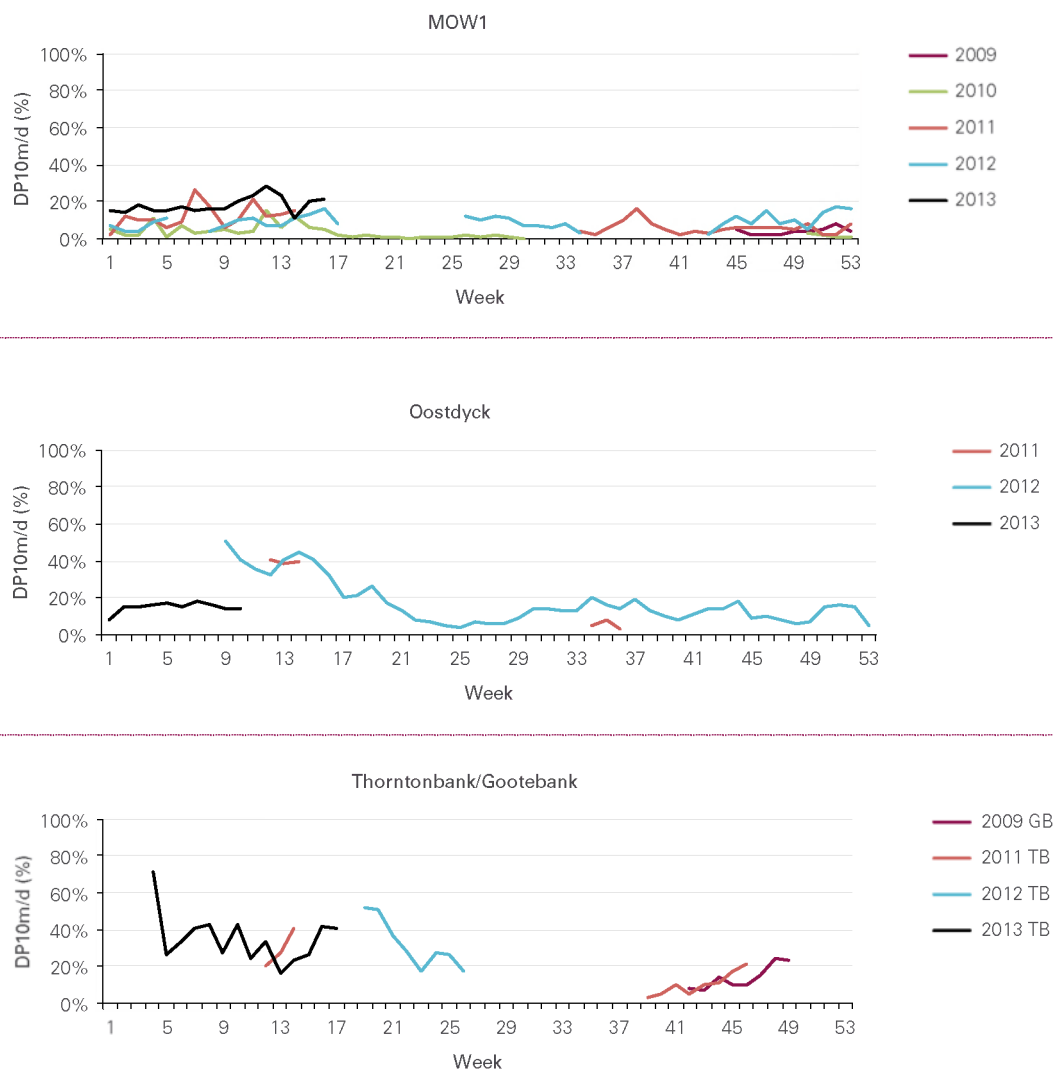 MOW1
100%
80%
60%
40%
20%
0%
DP10m/d (%)
1 5 9 13 17 21 25 29 33 37 41 45 49 53
Week
2009
2010
2011
2012
2013
Oostdyck
100%
80%
60%
40%
20%
0%
DP10m/d (%)
1 5 9 13 17 21 25 29 33 37 41 45 49 53
Week
2011
2012
2013
Thorntonbank/Gootebank
100%
80%
60%
40%
20%
0%
DP10m/d (%)
1 5 9 13 17 21 25 29 33 37 41 45 49 53
Week
2009 GB
2011 TB
2012 TB
2013 TB